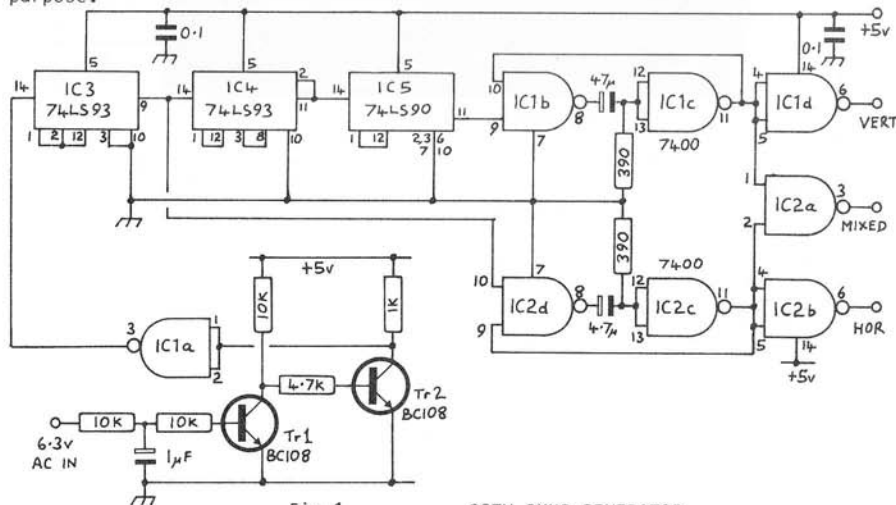 purpose.
0.1
+5v
0.1
5
5
5
14
14 IC3 74LS93 9
1 2 12 3 10
14 IC4 74LS93 2 11
1 12 3 8 10
IC5 74LS90 11
1 12 2 3 6 7 10
10 9 IC1b 8 7
47μ
12 13 IC1c 11
7400
4 5 IC1d 6
VERT
390
1 2 IC2a 3
MIXED
390
7400
10 9 IC2d 8 7
4.7μ
12 13 IC2c 11
4 5 IC2b 6 14
HOR
+5v
+5v
10K
1K
3 IC1a 1 2
4.7K
Tr2
BC108
10K
10K
Tr1
BC108
6.3v
AC IN
1μF